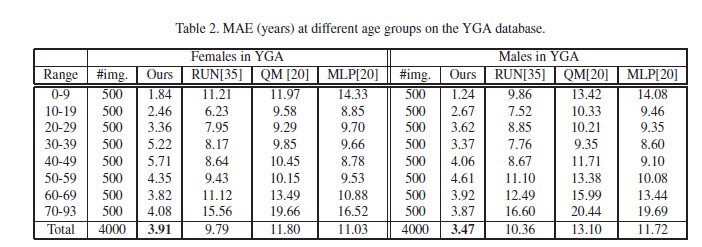 Table 2. MAE (years) at different age groups on the YGA database.
Females in YGA Males in YGA
Range #img. Ours RUN[35] QM [20] MLP[20] #img. Ours RUN[35] QM[20] MLP[20]
0-9 500 1.84 11.21 11.97 14.33 500 1.24 9.86 13.42 14.08
10-19 500 2.46 6.23 9.58 8.85 500 2.67 7.52 10.33 9.46
20-29 500 3.36 7.95 9.29 9.70 500 3.62 8.85 10.21 9.35
30-39 500 5.22 8.17 9.85 9.66 500 3.37 7.76 9.35 8.60
40-49 500 5.71 8.64 10.45 8.78 500 4.06 8.67 11.71 9.10
50-59 500 4.35 9.43 10.15 9.53 500 4.61 11.10 13.38 10.08
60-69 500 3.82 11.12 13.49 10.88 500 3.92 12.49 15.99 13.44
70-93 500 4.08 15.56 19.66 16.52 500 3.87 16.60 20.44 19.69
Total 4000 3.91 9.79 11.80 11.03 4000 3.47 10.36 13.10 11.72